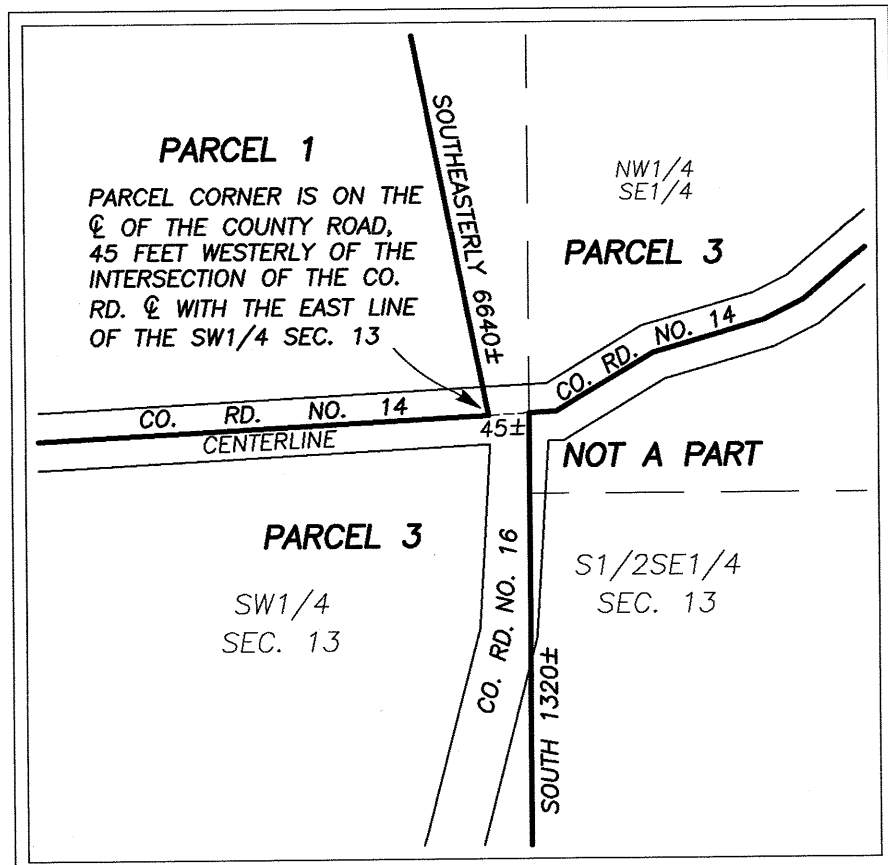 PARCEL 1
PARCEL CORNER IS ON THE
℄ OF THE COUNTY ROAD,
45 FEET WESTERLY OF THE
INTERSECTION OF THE CO.
RD. ℄ WITH THE EAST LINE
OF THE SW1/4 SEC. 13
SOUTHEASTERLY 6640±
NW1/4
SE1/4
PARCEL 3
CO. RD. NO. 14
CO. RD. NO. 14
CENTERLINE
45±
NOT A PART
PARCEL 3
SW1/4
SEC. 13
CO. RD. NO. 16
S1/2SE1/4
SEC. 13
SOUTH 1320±